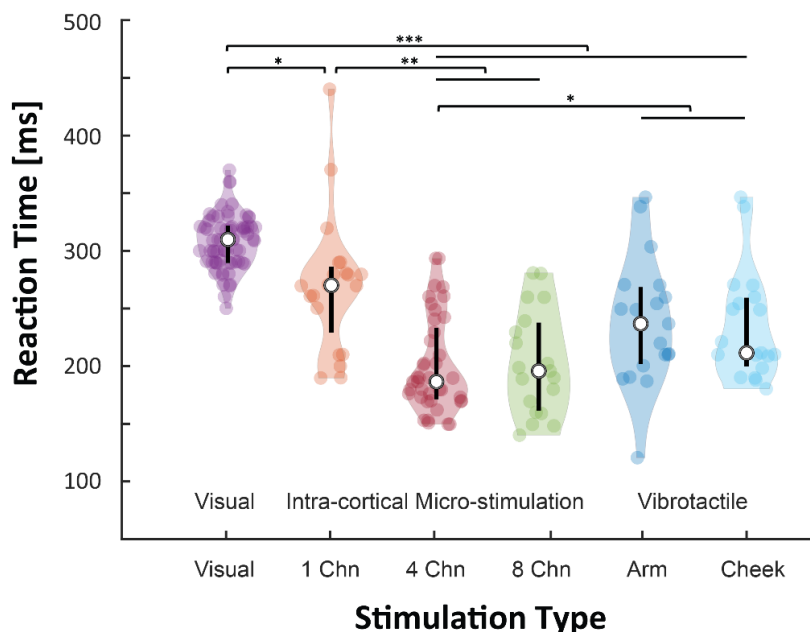 500
400
300
200
100
Reaction Time [ms]
***
*
**
*
Visual
Intra-cortical Micro-stimulation
Vibrotactile
Visual
1 Chn
4 Chn
8 Chn
Arm
Cheek
Stimulation Type